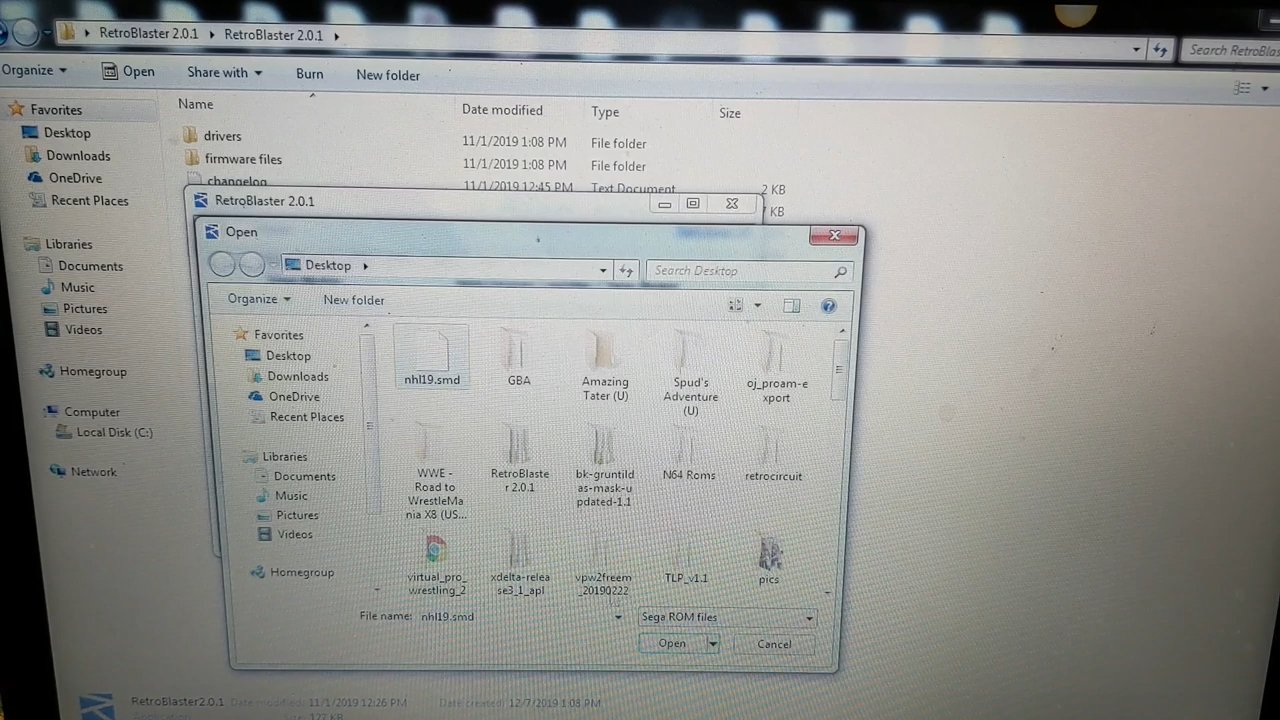 RetroBlaster 2.0.1 RetroBlaster 2.0.1
Search RetroBlas
Organize Open Share with Burn New folder
Favorites
Desktop
Downloads
OneDrive
Recent Places
Libraries
Documents
Music
Pictures
Videos
Homegroup
Computer
Local Disk (C:)
Network
Name Date modified Type Size
drivers 11/1/2019 1:08 PM File folder
firmware files 11/1/2019 1:08 PM File folder
changelog 11/1/2019 12:45 PM Text Document 2 KB
KB
RetroBlaster 2.0.1
Open
Desktop
Search Desktop
Organize New folder
Favorites
Desktop
Downloads
OneDrive
Recent Places
Libraries
Documents
Music
Pictures
Videos
Homegroup
nhl19.smd
GBA
Amazing
Tater (U)
Spud's
Adventure
(U)
oj_proam-e
xport
WWE -
Road to
WrestleMa
nia X8 (US...
RetroBlaste
r 2.0.1
bk-gruntild
as-mask-u
pdated-1.1
N64 Roms
retrocircuit
virtual_pro_
wrestling_2
xdelta-relea
se3_1_apl
vpw2freem
_20190222
TLP_v1.1
pics
File name: nhl19.smd
Sega ROM files
Open Cancel
RetroBlaster2.0.1 Date modified: 11/1/2019 12:26 PM Date created: 12/7/2019 1:08 PM
Application Size: 127 KB